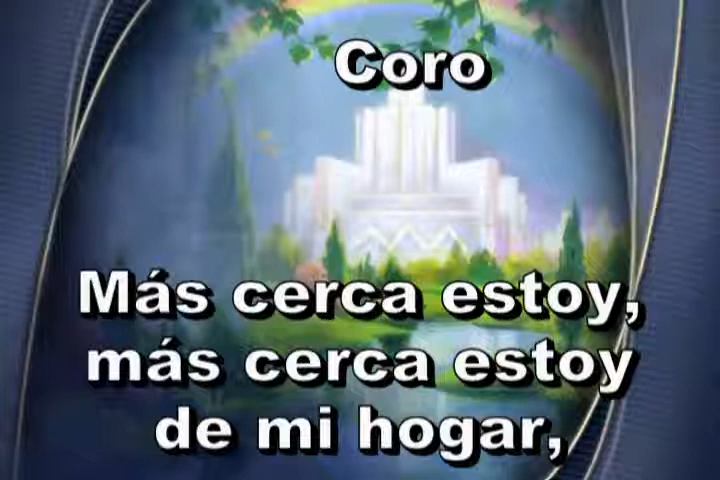 Coro
Más cerca estoy,
más cerca estoy
de mi hogar,